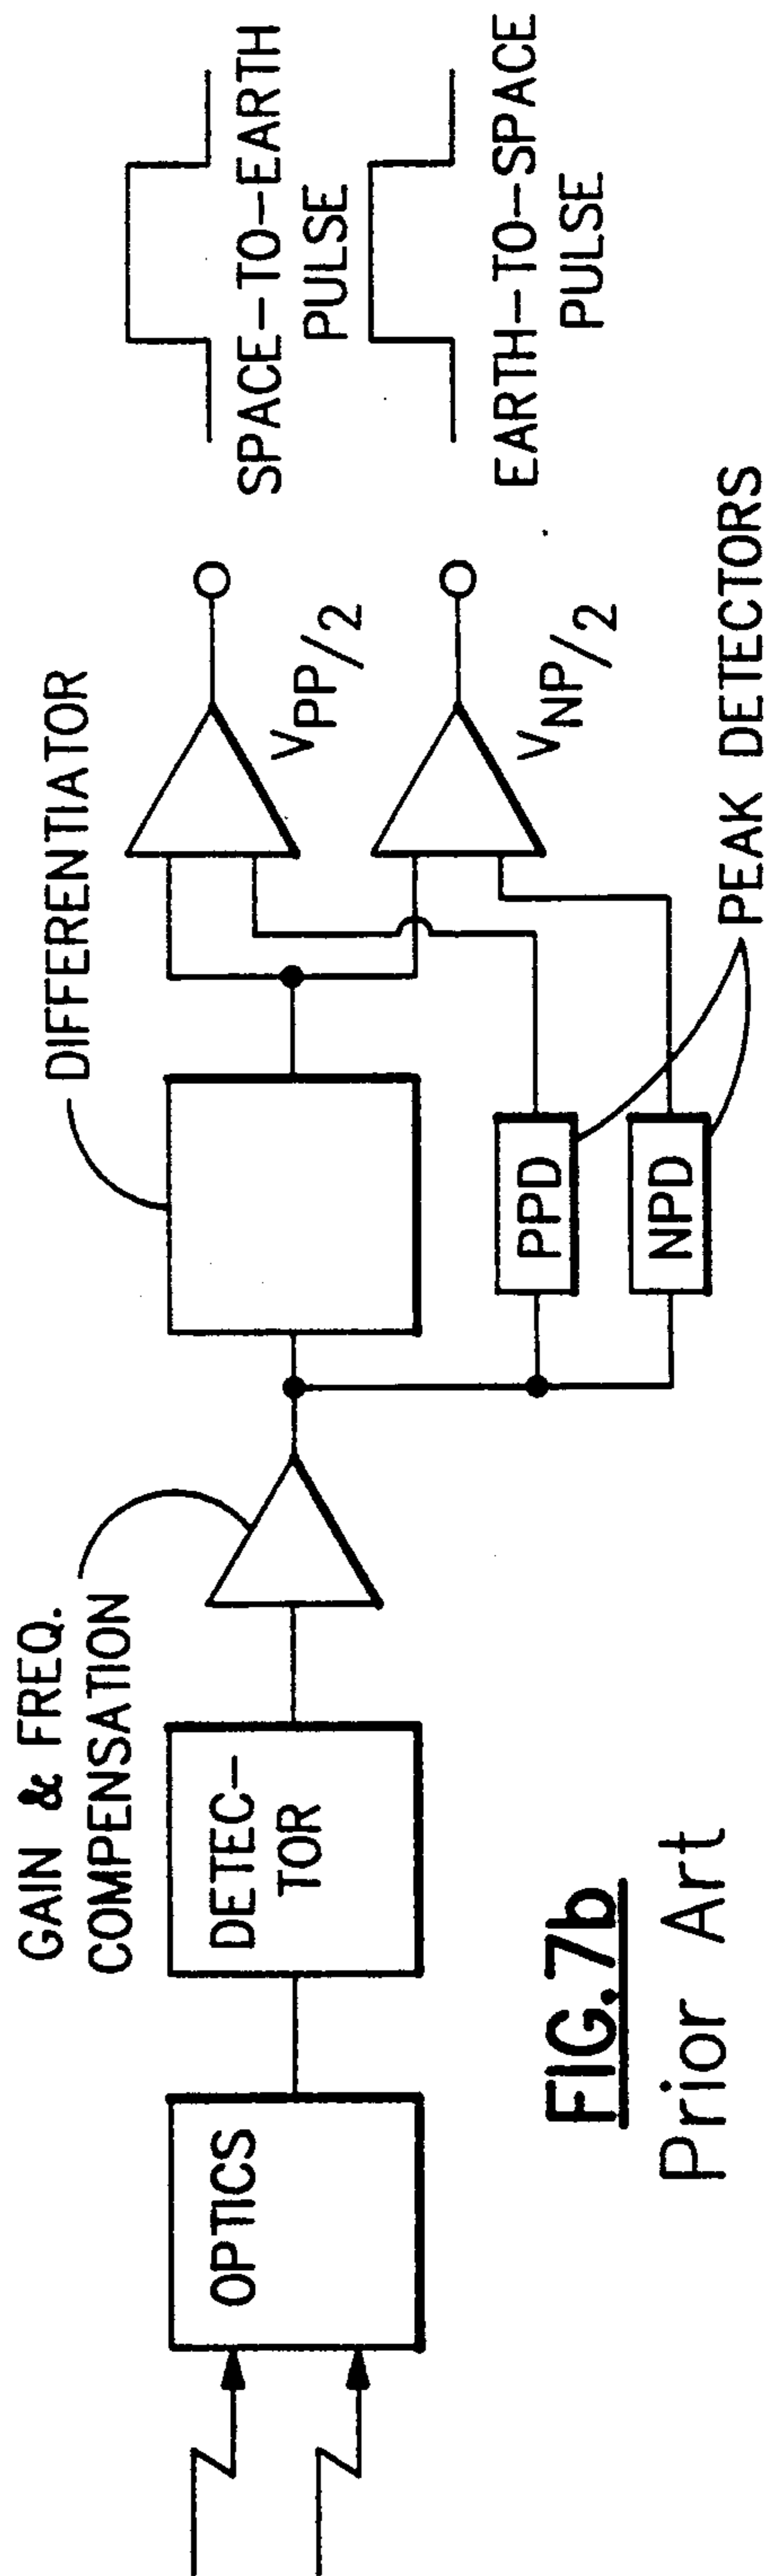 OPTICS
DETEC-
TOR
GAIN & FREQ.
COMPENSATION
DIFFERENTIATOR
PPD
NPD
PEAK DETECTORS
VPP/2
VNP/2
SPACE-TO-EARTH
PULSE
EARTH-TO-SPACE
PULSE
FIG.7b
Prior Art